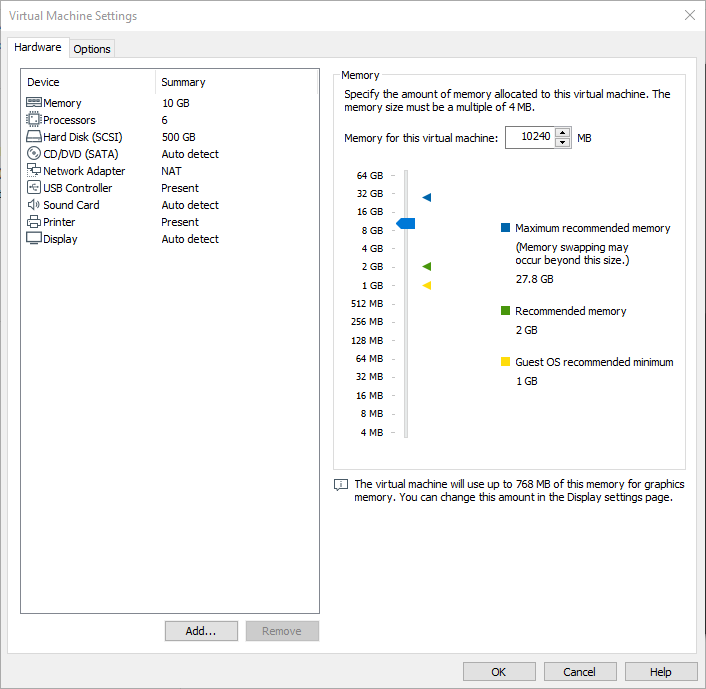 Virtual Machine Settings
Hardware
Options
Device Summary
Memory 10 GB
Processors 6
Hard Disk (SCSI) 500 GB
CD/DVD (SATA) Auto detect
Network Adapter NAT
USB Controller Present
Sound Card Auto detect
Printer Present
Display Auto detect
Add...
Remove
Memory
Specify the amount of memory allocated to this virtual machine. The
memory size must be a multiple of 4 MB.
Memory for this virtual machine: 10240 MB
64 GB
32 GB
16 GB
8 GB
4 GB
2 GB
1 GB
512 MB
256 MB
128 MB
64 MB
32 MB
16 MB
8 MB
4 MB
Maximum recommended memory
(Memory swapping may
occur beyond this size.)
27.8 GB
Recommended memory
2 GB
Guest OS recommended minimum
1 GB
The virtual machine will use up to 768 MB of this memory for graphics
memory. You can change this amount in the Display settings page.
OK
Cancel
Help